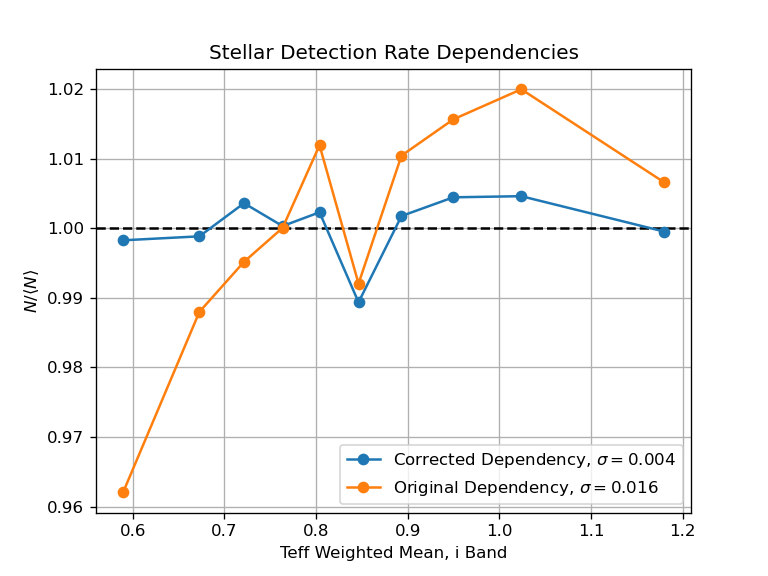 Stellar Detection Rate Dependencies
1.02
1.01
1.00
0.99
0.98
0.97
0.96
N/⟨N⟩
Corrected Dependency, σ = 0.004
Original Dependency, σ = 0.016
0.6 0.7 0.8 0.9 1.0 1.1 1.2
Teff Weighted Mean, i Band